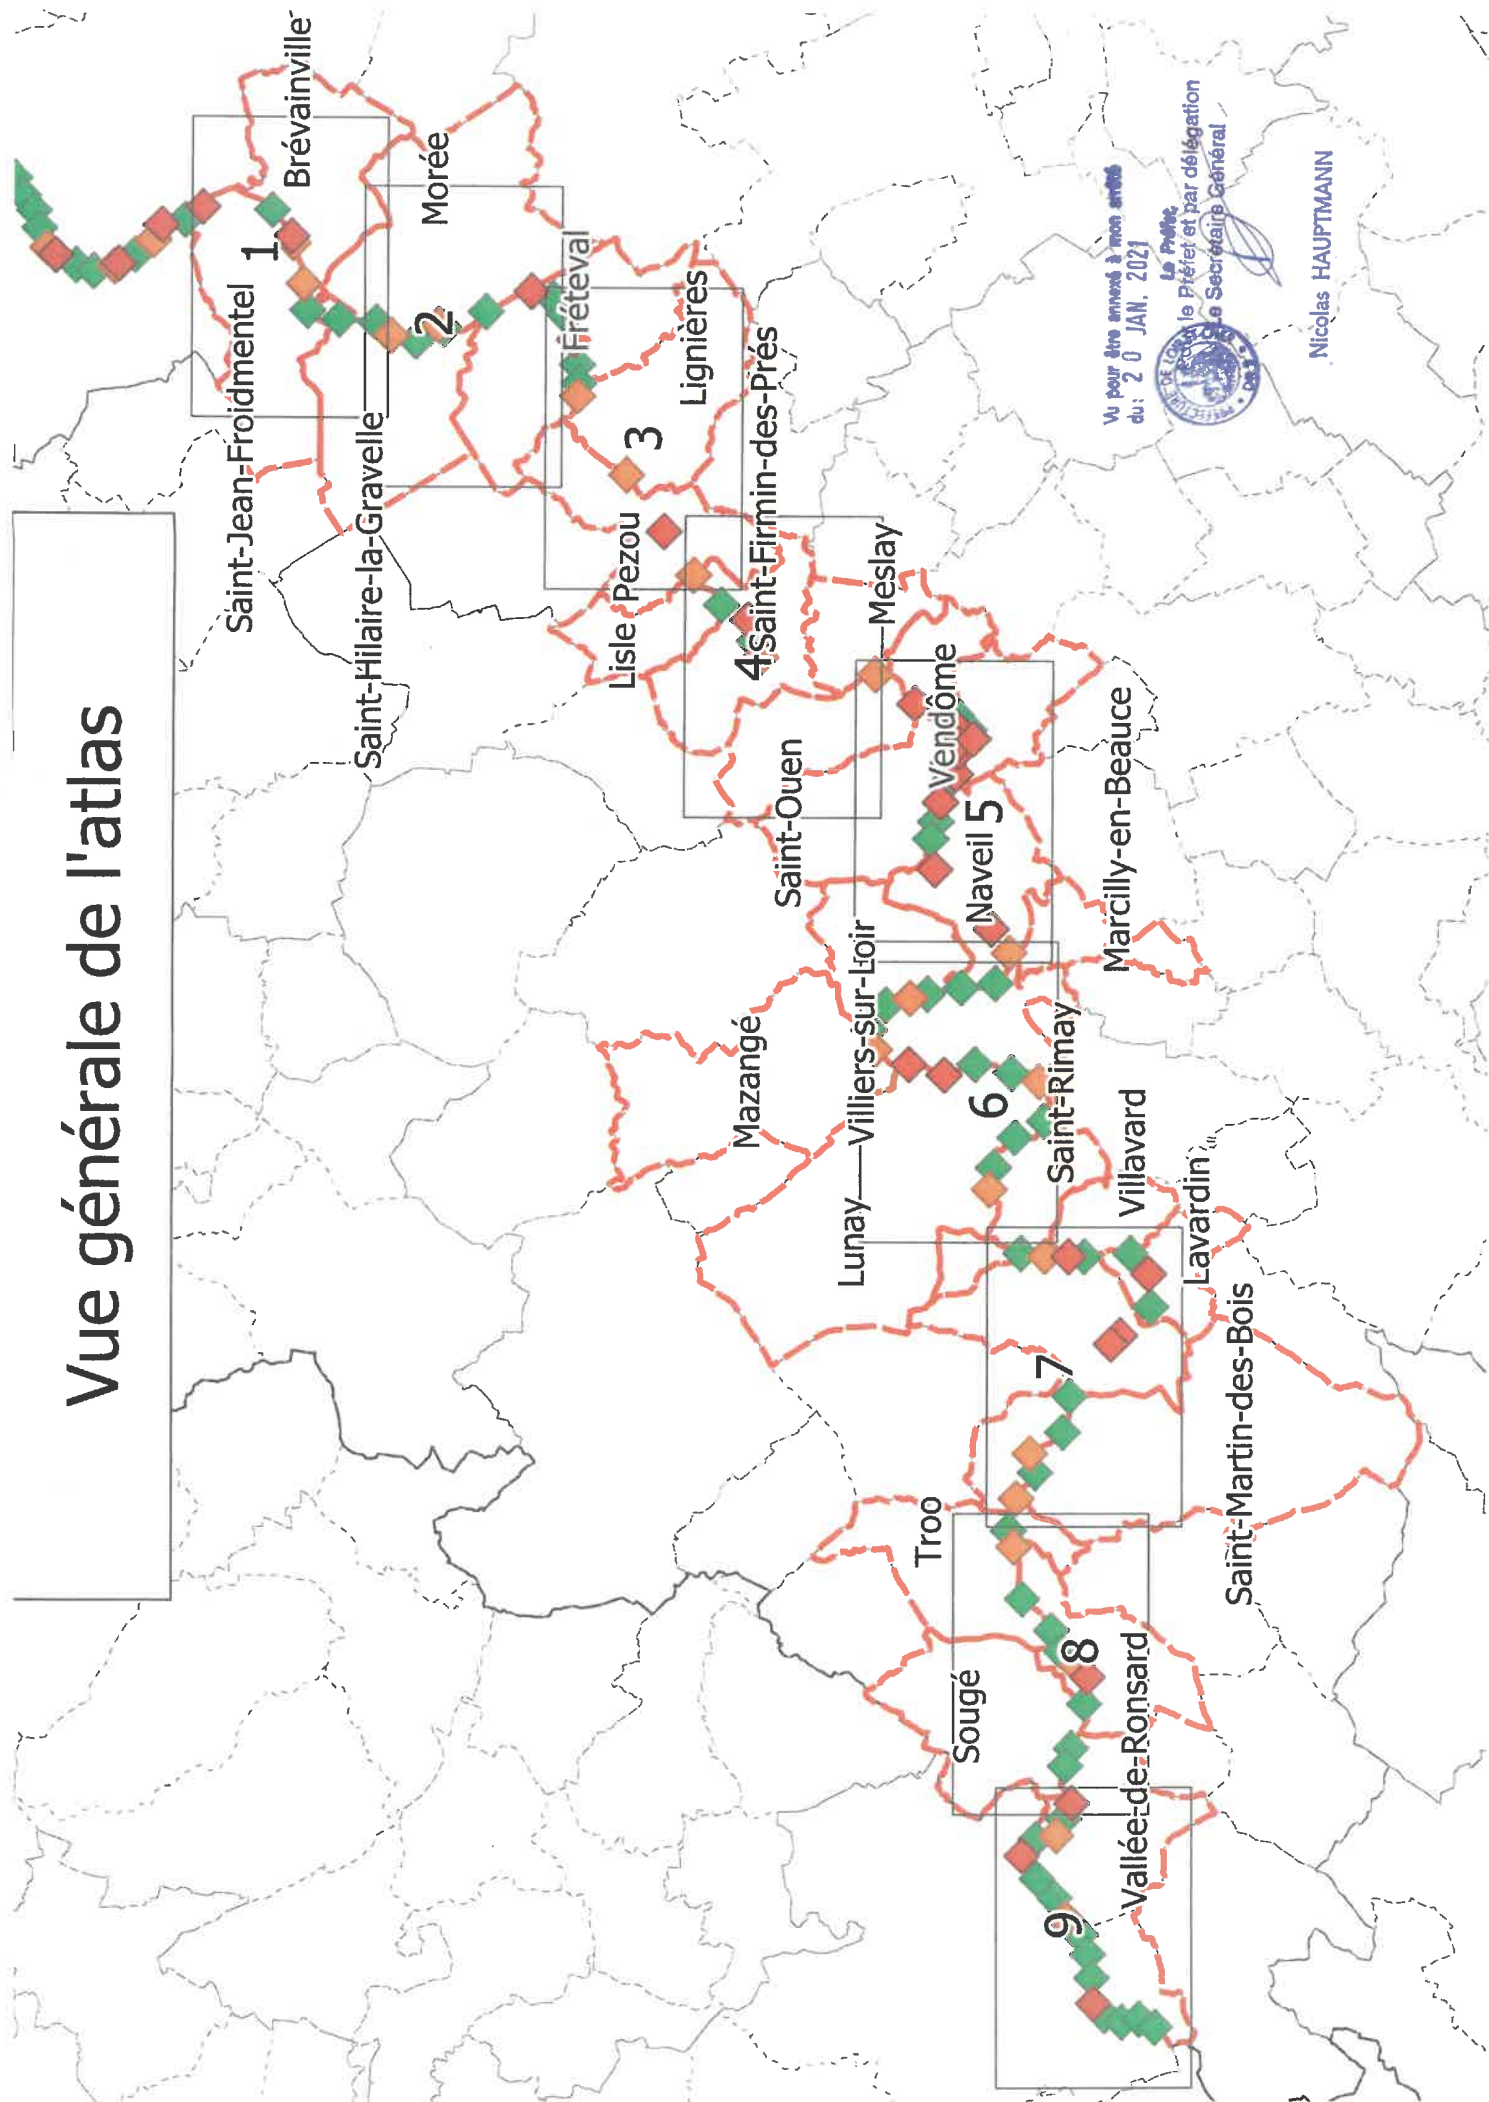 Vue générale de l'atlas
Brévainville
1
Saint-Jean-Froidmentel
Morée
2
Saint-Hilaire-la-Gravelle
Fréteval
3
Lignières
Pezou
Lisle
4
Saint-Firmin-des-Prés
Meslay
Saint-Ouen
Vendôme
5
Naveil
Marcilly-en-Beauce
Mazangé
Villiers-sur-Loir
6
Saint-Rimay
Lunay
Villavard
Lavardin
7
Saint-Martin-des-Bois
Troo
8
Sougé
Vallée-de-Ronsard
9
Vu pour être annexé à mon arrêté
du: 20 JAN. 2021
Le Préfet,
le Préfet et par délégation
Le Secrétaire Général
PREFECTURE DE LOIR
Nicolas HAUPTMANN